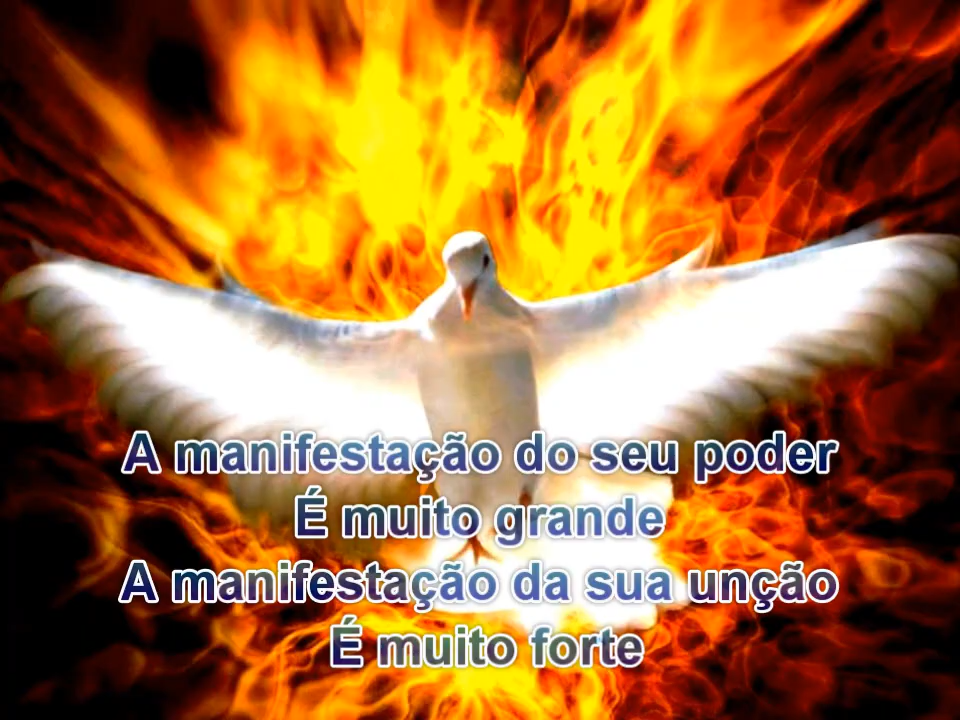 A manifestação do seu poder
É muito grande
A manifestação da sua unção
É muito forte